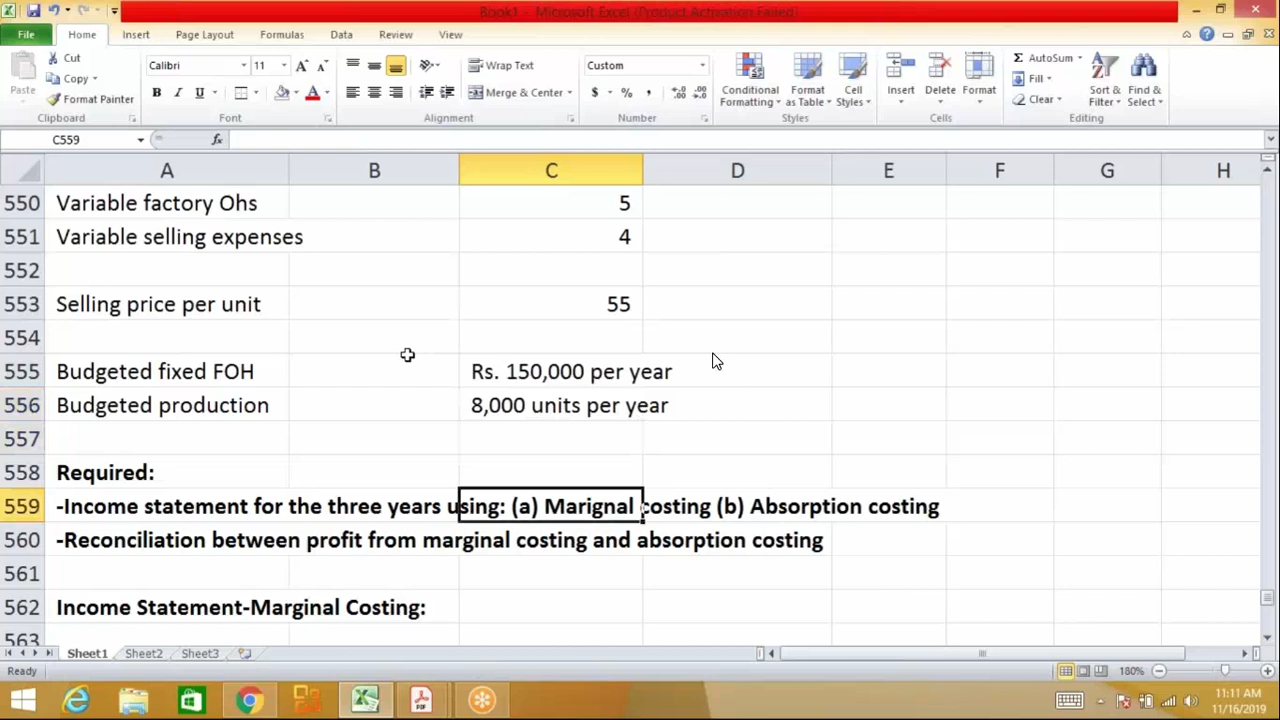 Book1 - Microsoft Excel (Product Activation Failed)
File Home Insert Page Layout Formulas Data Review View
Paste Cut Copy Format Painter Clipboard
Calibri 11 A A B I U A Font
Wrap Text Merge & Center Alignment
Custom $ % , Number
Conditional Formatting Format as Table Cell Styles Styles
Insert Delete Format Cells
Σ AutoSum Fill Clear Sort & Filter Find & Select Editing
C559 fx
A B C D E F G H
550 Variable factory Ohs 5
551 Variable selling expenses 4
552
553 Selling price per unit 55
554
555 Budgeted fixed FOH Rs. 150,000 per year
556 Budgeted production 8,000 units per year
557
558 Required:
559 -Income statement for the three years using: (a) Marignal costing (b) Absorption costing
560 -Reconciliation between profit from marginal costing and absorption costing
561
562 Income Statement-Marginal Costing:
563
Sheet1 Sheet2 Sheet3
Ready 180%
11:11 AM
11/16/2019